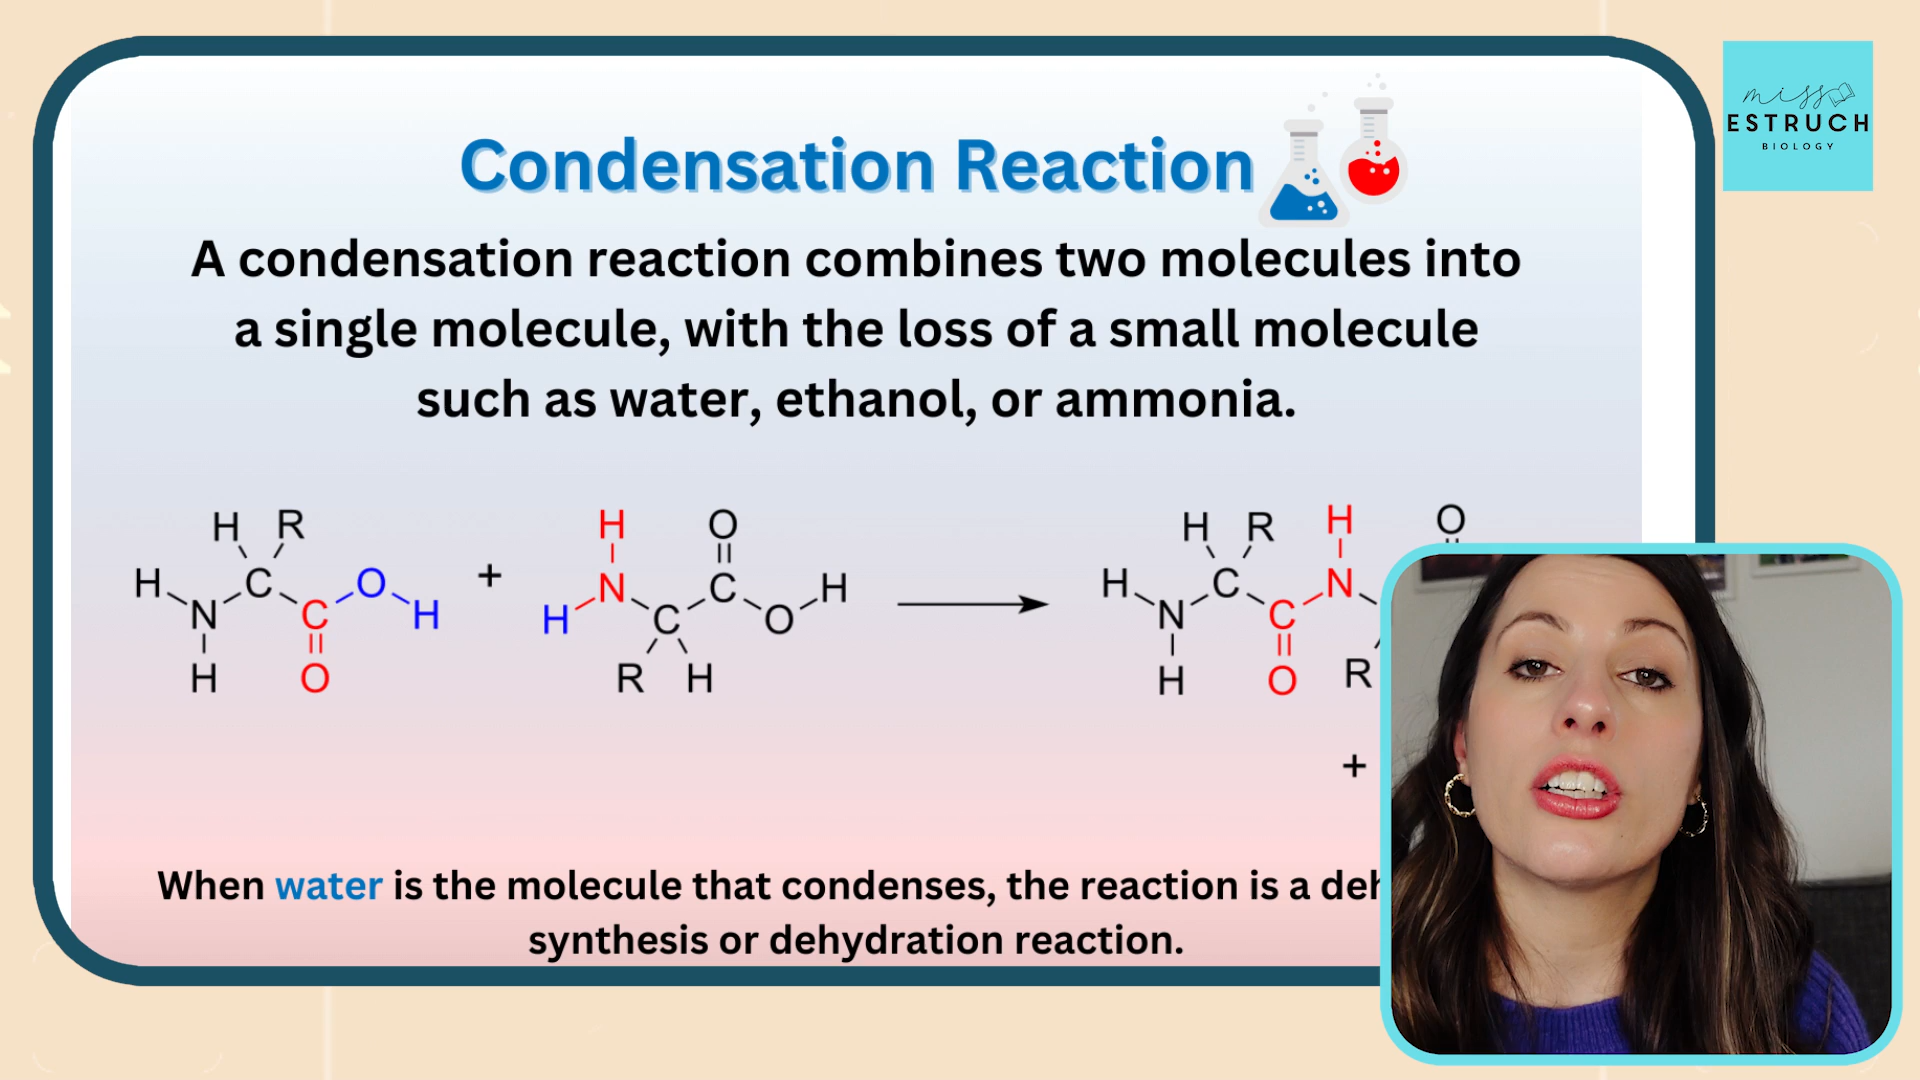 miss
ESTRUCH
BIOLOGY
Condensation Reaction
A condensation reaction combines two molecules into
a single molecule, with the loss of a small molecule
such as water, ethanol, or ammonia.
H R H O H R H O
H N C C O H + H N C C O H H N C C N
H O R H H O R
+
When water is the molecule that condenses, the reaction is a
synthesis or dehydration reaction.